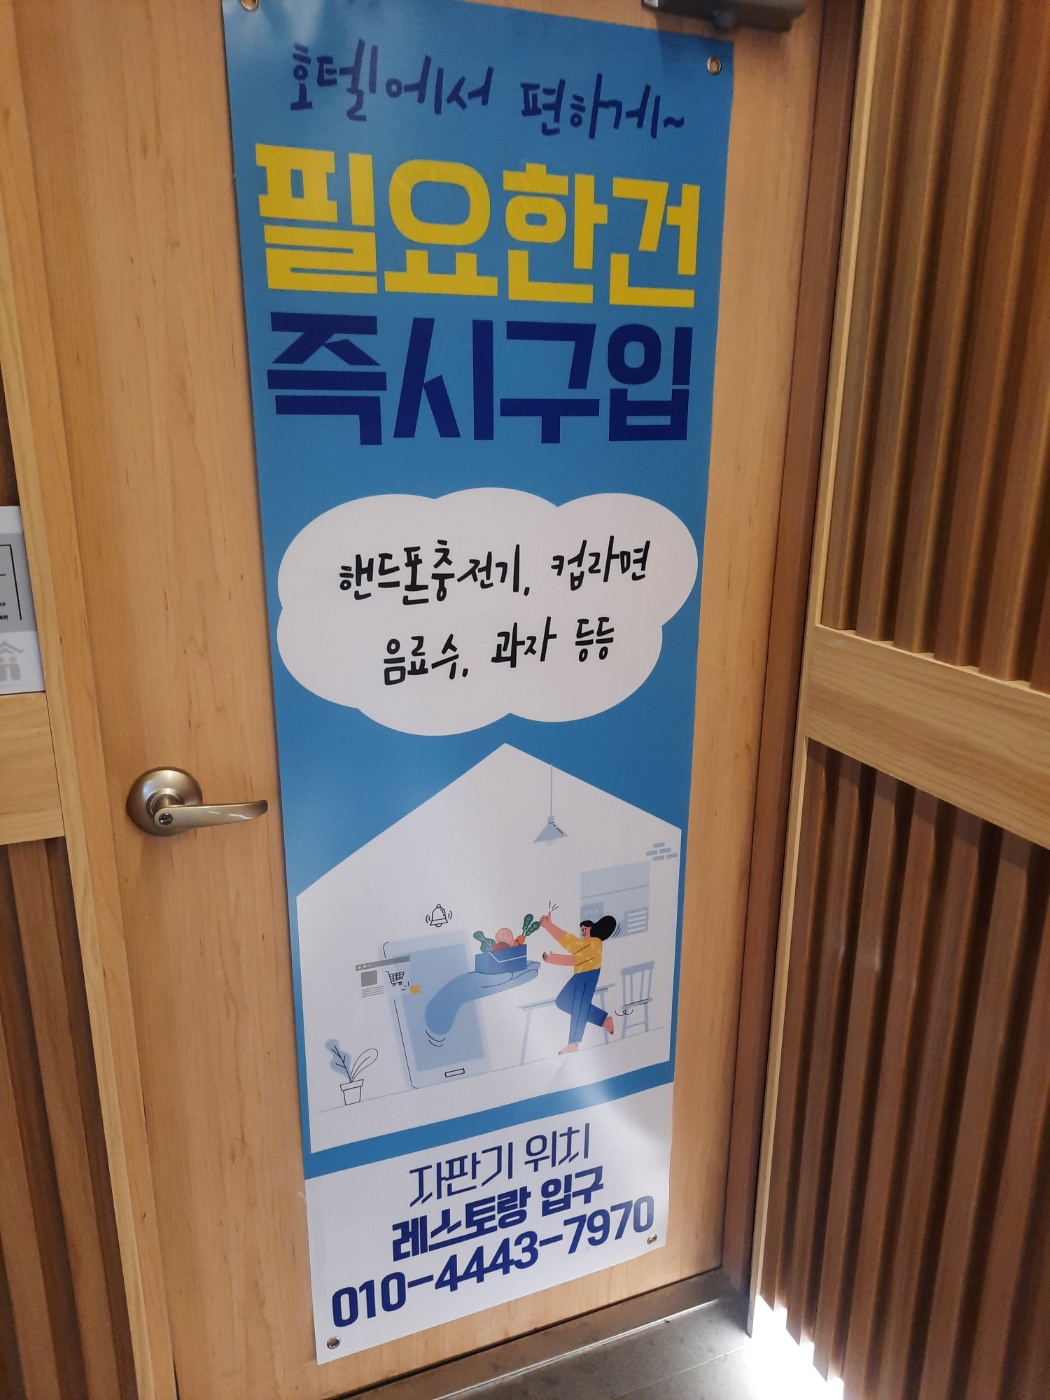 호텔에서 편하게~
필요한건
즉시구입
핸드폰충전기, 컵라면
음료수, 과자 등등
자판기 위치
레스토랑 입구
010-4443-7970